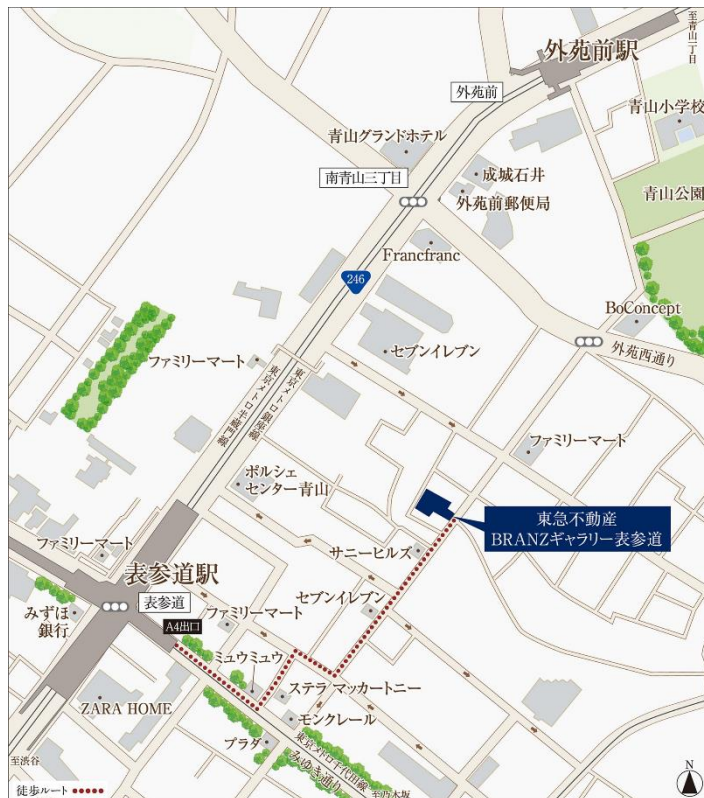 至青山一丁目
外苑前駅
外苑前
青山小学校
青山グランドホテル
成城石井
南青山三丁目
外苑前郵便局
青山公園
Francfranc
246
BoConcept
外苑西通り
ファミリーマート
セブンイレブン
東京メトロ銀座線
東京メトロ半蔵門線
ファミリーマート
ポルシェ
センター青山
東急不動産
BRANZギャラリー表参道
サニーヒルズ
ファミリーマート
表参道駅
セブンイレブン
表参道
ファミリーマート
みずほ
銀行
A4出口
ミュウミュウ
ステラ マッカートニー
ZARA HOME
モンクレール
プラダ
東京メトロ千代田線
みゆき通り
至渋谷
至乃木坂
徒歩ルート
N